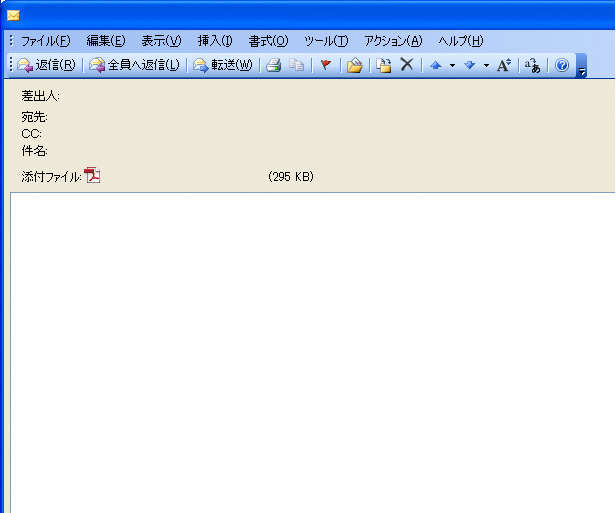 ファイル(F) 編集(E) 表示(V) 挿入(I) 書式(O) ツール(T) アクション(A) ヘルプ(H)
返信(R) 全員へ返信(L) 転送(W) A aあ ?
差出人:
宛先:
CC:
件名:
添付ファイル: (295 KB)